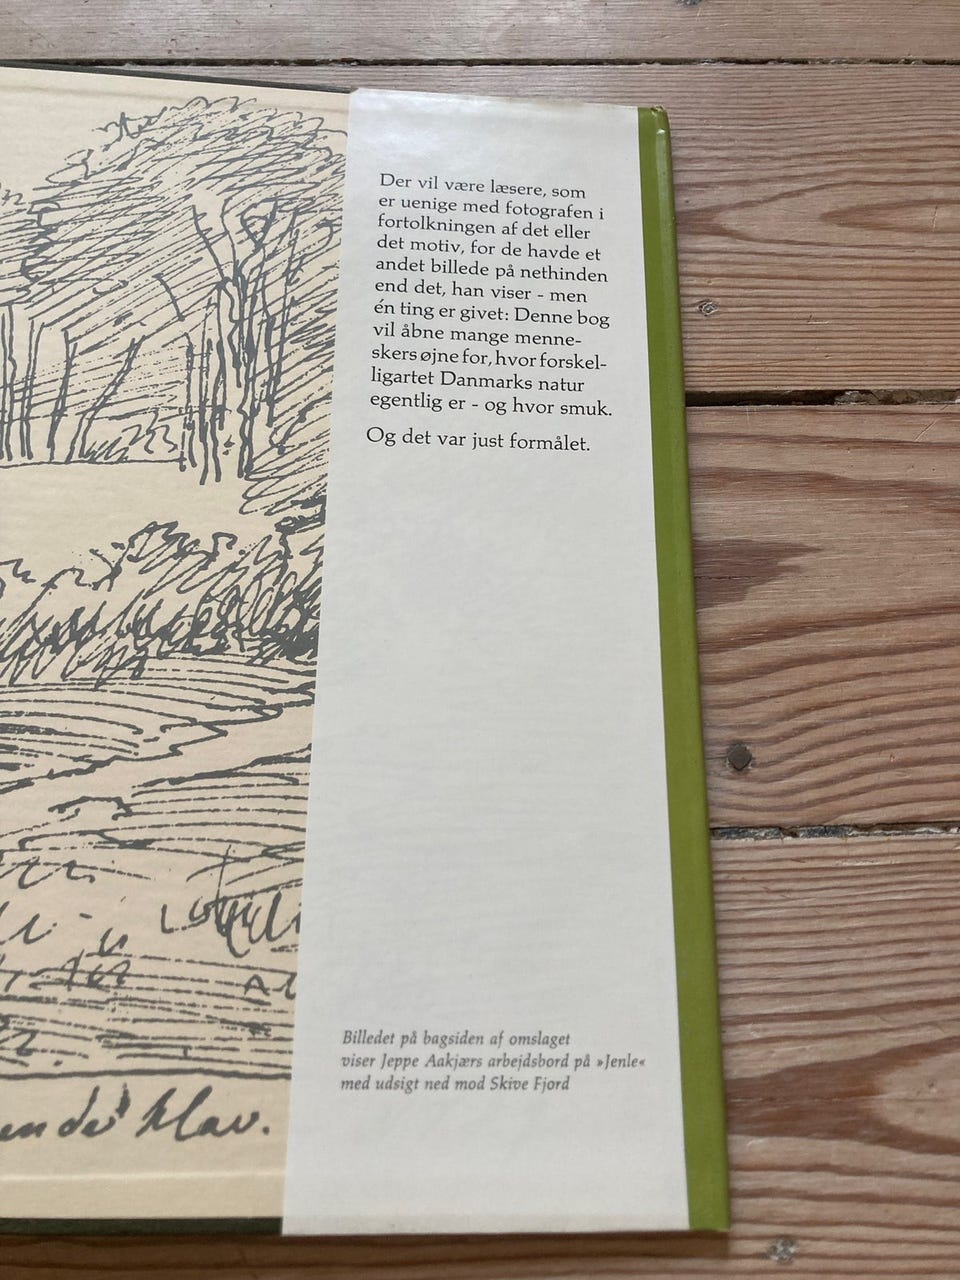 Der vil være læsere, som
er uenige med fotografen i
fortolkningen af det eller
det motiv, for de havde et
andet billede på nethinden
end det, han viser - men
én ting er givet: Denne bog
vil åbne mange menne-
skers øjne for, hvor forskel-
ligartet Danmarks natur
egentlig er - og hvor smuk.
Og det var just formålet.
Billedet på bagsiden af omslaget
viser Jeppe Aakjærs arbejdsbord på »Jenle«
med udsigt ned mod Skive Fjord